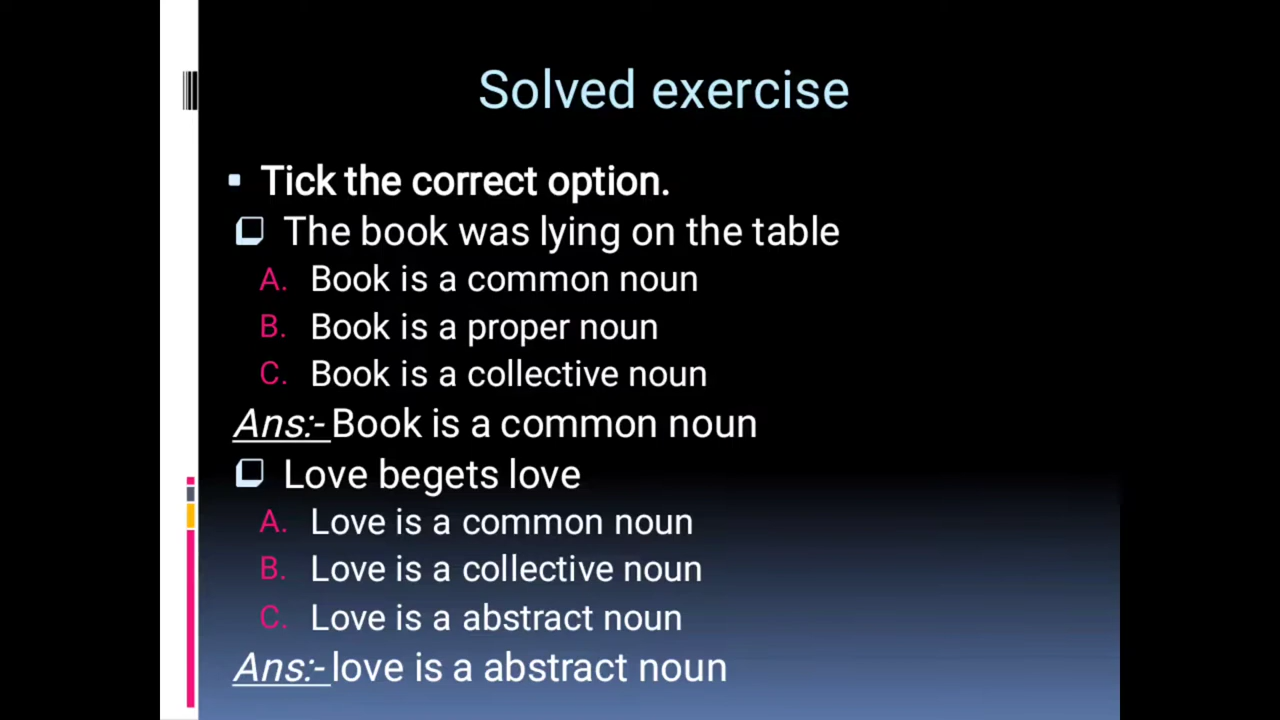 Solved exercise
Tick the correct option.
The book was lying on the table
A. Book is a common noun
B. Book is a proper noun
C. Book is a collective noun
Ans:- Book is a common noun
Love begets love
A. Love is a common noun
B. Love is a collective noun
C. Love is a abstract noun
Ans:- love is a abstract noun